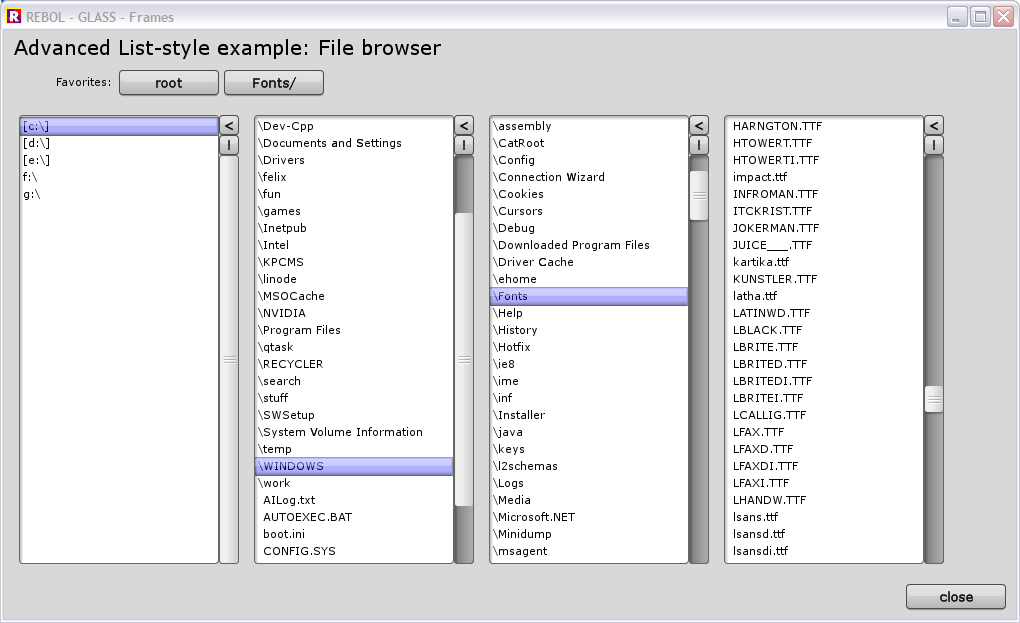 REBOL - GLASS - Frames
Advanced List-style example: File browser
Favorites: root Fonts/
[c:\]
[d:\]
[e:\]
f:\
g:\
<
!
\Dev-Cpp
\Documents and Settings
\Drivers
\felix
\fun
\games
\Inetpub
\Intel
\KPCMS
\linode
\MSOCache
\NVIDIA
\Program Files
\qtask
\RECYCLER
\search
\stuff
\SWSetup
\System Volume Information
\temp
\WINDOWS
\work
AILog.txt
AUTOEXEC.BAT
boot.ini
CONFIG.SYS
<
!
\assembly
\CatRoot
\Config
\Connection Wizard
\Cookies
\Cursors
\Debug
\Downloaded Program Files
\Driver Cache
\ehome
\Fonts
\Help
\History
\Hotfix
\ie8
\ime
\inf
\Installer
\java
\keys
\l2schemas
\Logs
\Media
\Microsoft.NET
\Minidump
\msagent
<
!
HARNGTON.TTF
HTOWERT.TTF
HTOWERTI.TTF
impact.ttf
INFROMAN.TTF
ITCKRIST.TTF
JOKERMAN.TTF
JUICE___.TTF
kartika.ttf
KUNSTLER.TTF
latha.ttf
LATINWD.TTF
LBLACK.TTF
LBRITE.TTF
LBRITED.TTF
LBRITEDI.TTF
LBRITEI.TTF
LCALLIG.TTF
LFAX.TTF
LFAXD.TTF
LFAXDI.TTF
LFAXI.TTF
LHANDW.TTF
lsans.ttf
lsansd.ttf
lsansdi.ttf
<
!
close